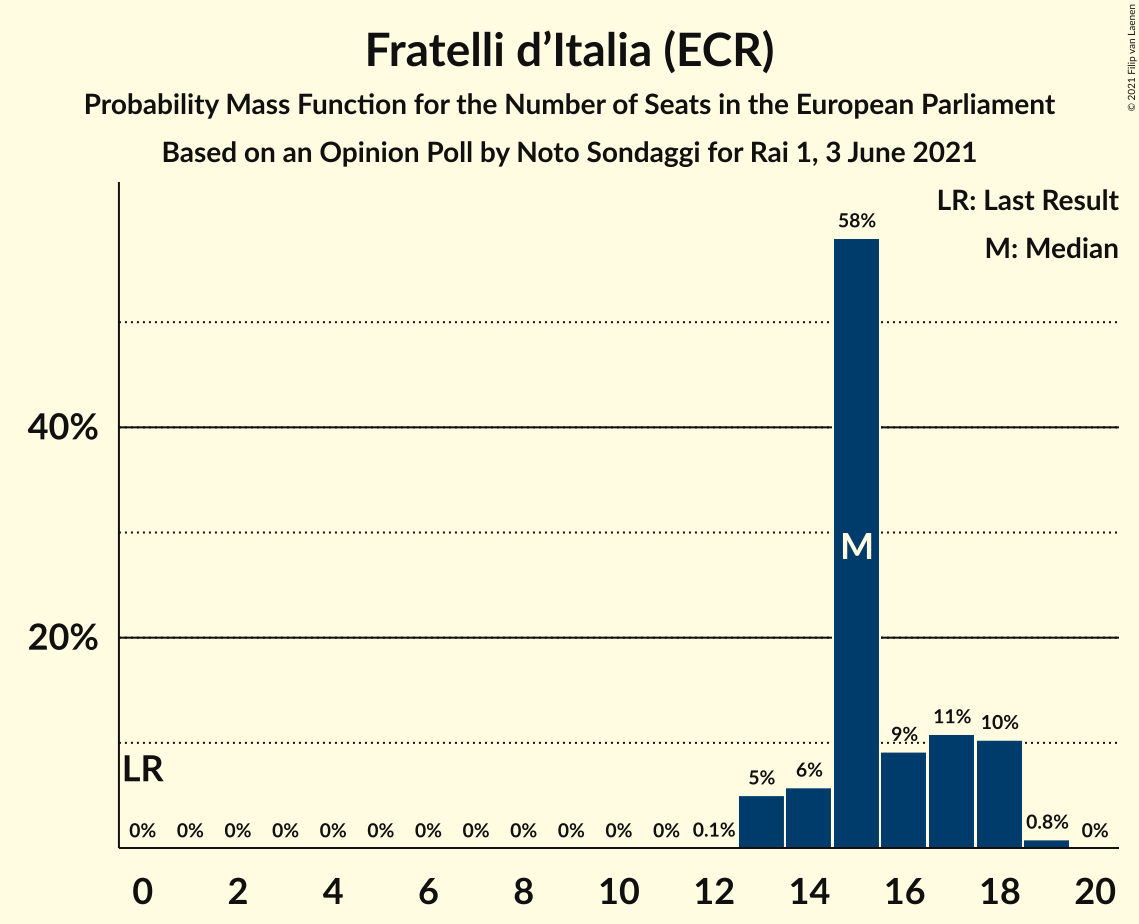 Fratelli d’Italia (ECR)
Probability Mass Function for the Number of Seats in the European Parliament
Based on an Opinion Poll by Noto Sondaggi for Rai 1, 3 June 2021
© 2021 Filip van Laenen
LR: Last Result
M: Median
58%
40%
M
20%
11%
10%
9%
LR
5%
6%
0% 0% 0% 0% 0% 0% 0% 0% 0% 0% 0% 0% 0.1% 0.8% 0%
0 2 4 6 8 10 12 14 16 18 20